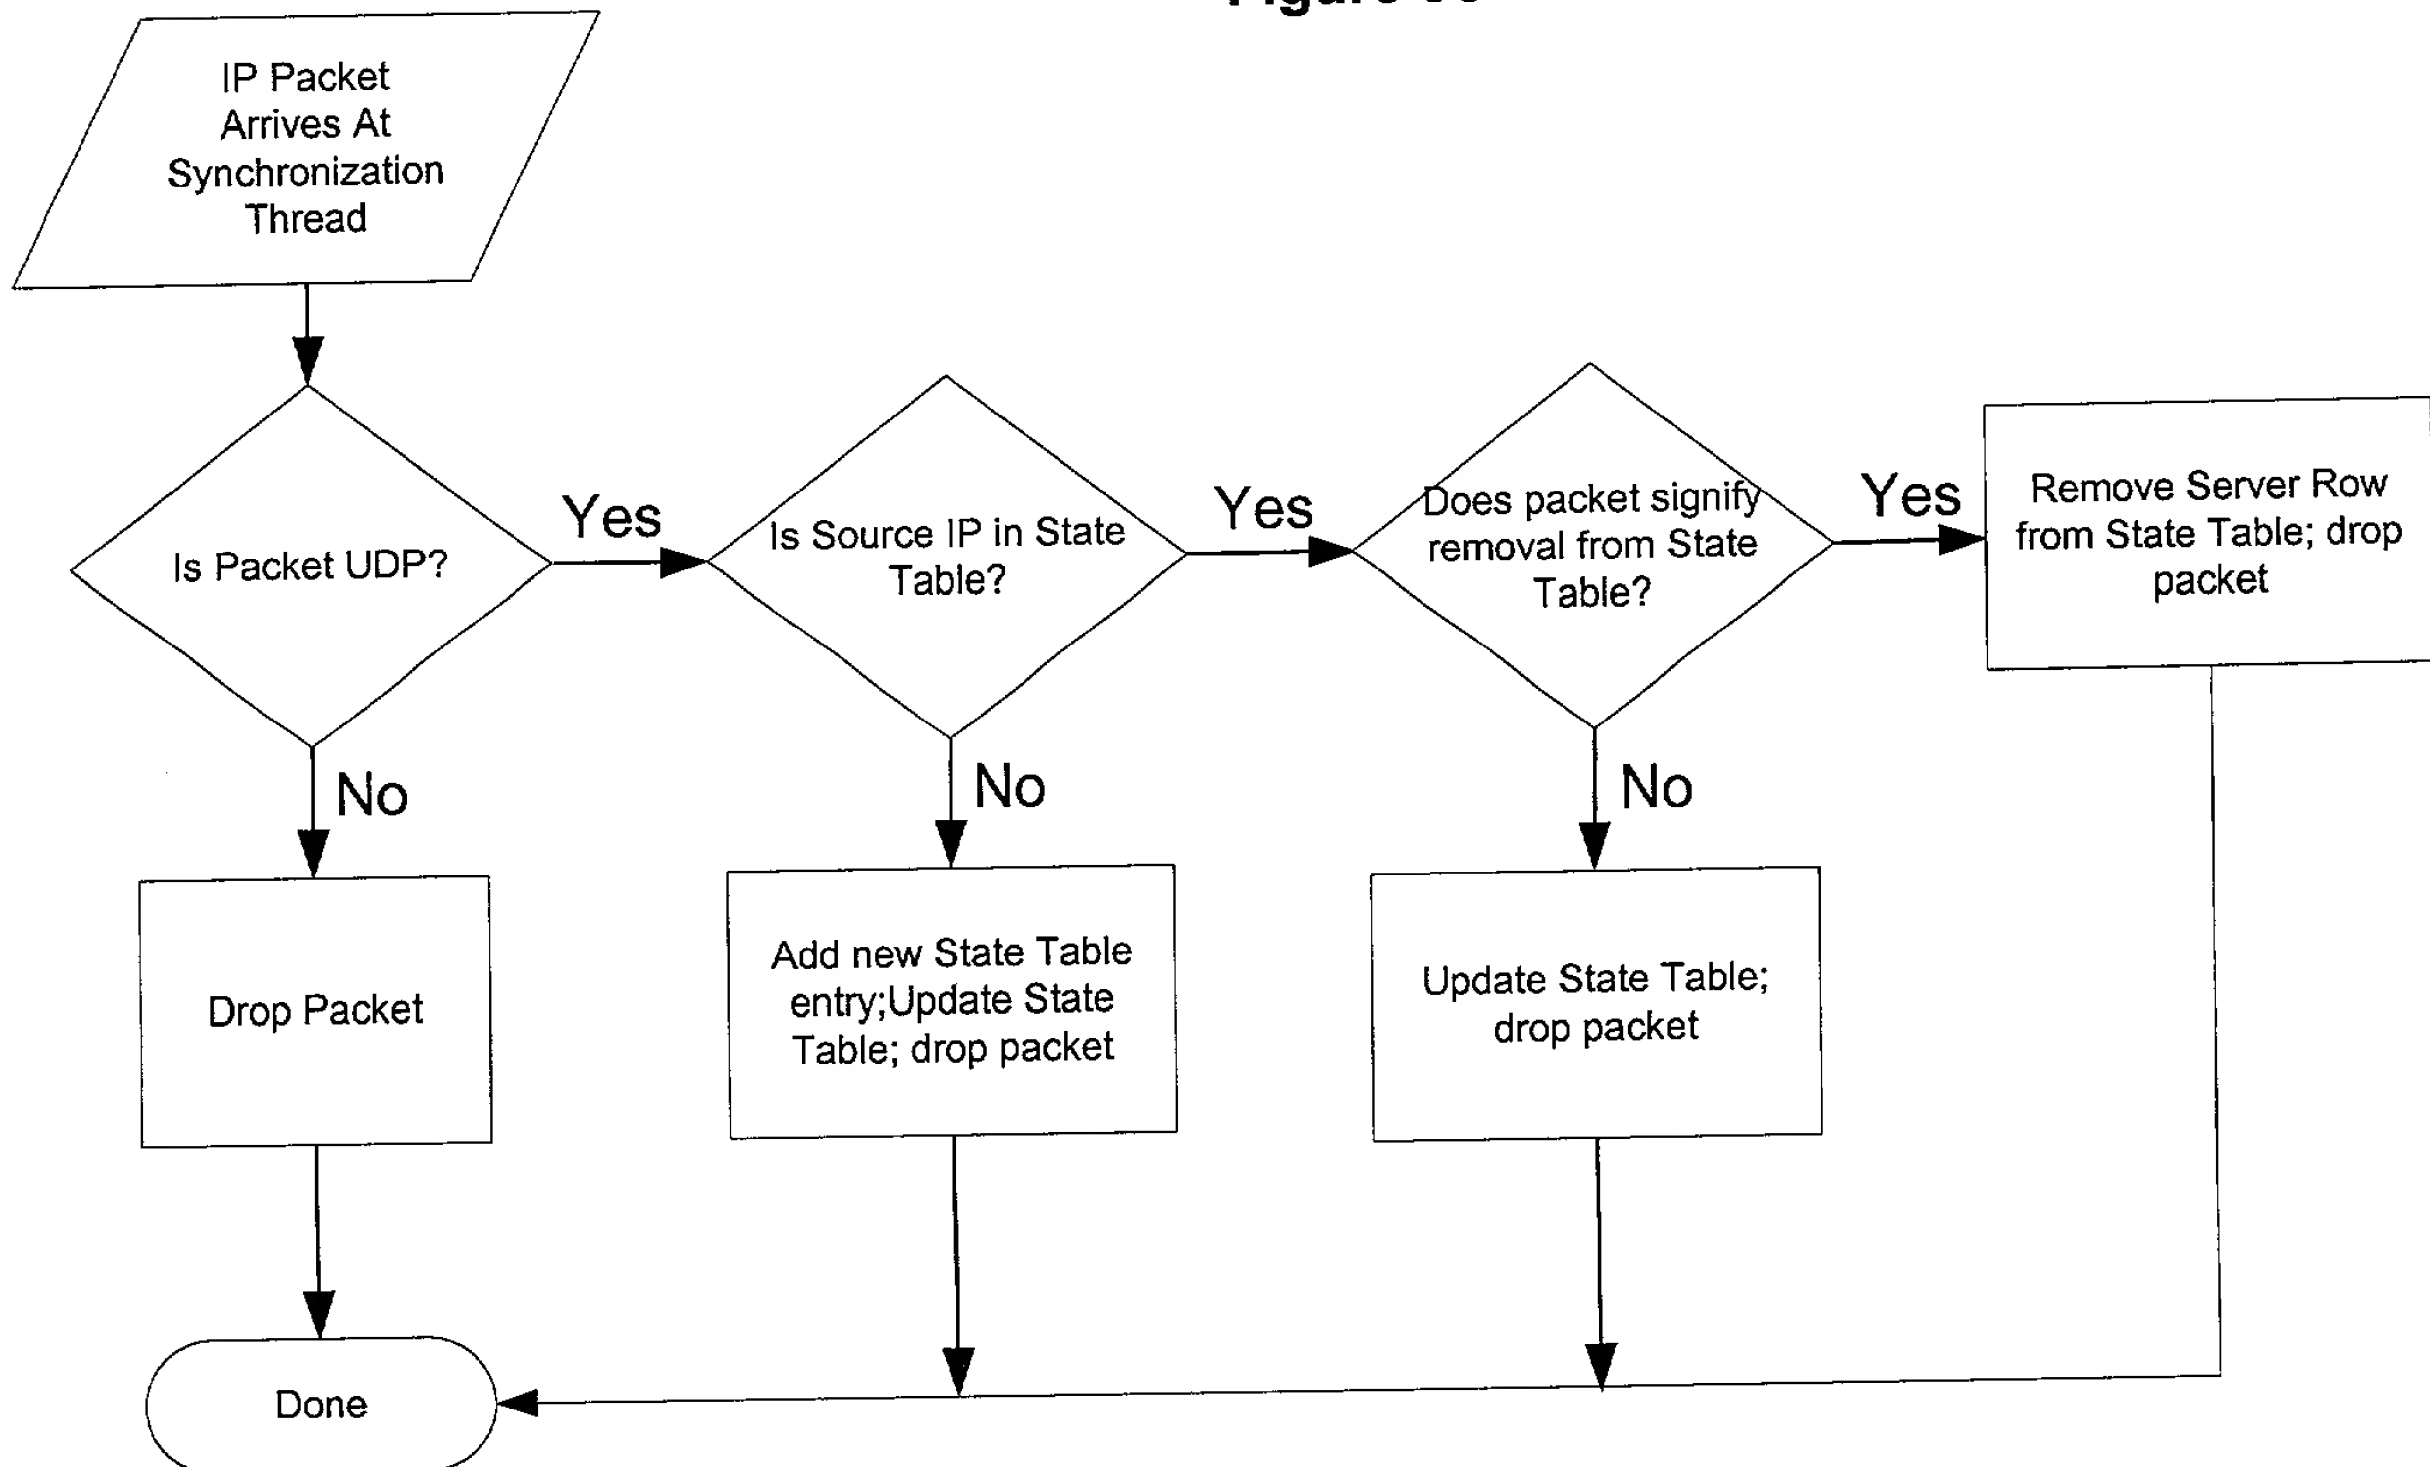 IP Packet
Arrives At
Synchronization
Thread
Is Packet UDP?
Yes
Is Source IP in State
Table?
Yes
Does packet signify
removal from State
Table?
Yes
Remove Server Row
from State Table; drop
packet
No
No
No
Drop Packet
Add new State Table
entry;Update State
Table; drop packet
Update State Table;
drop packet
Done